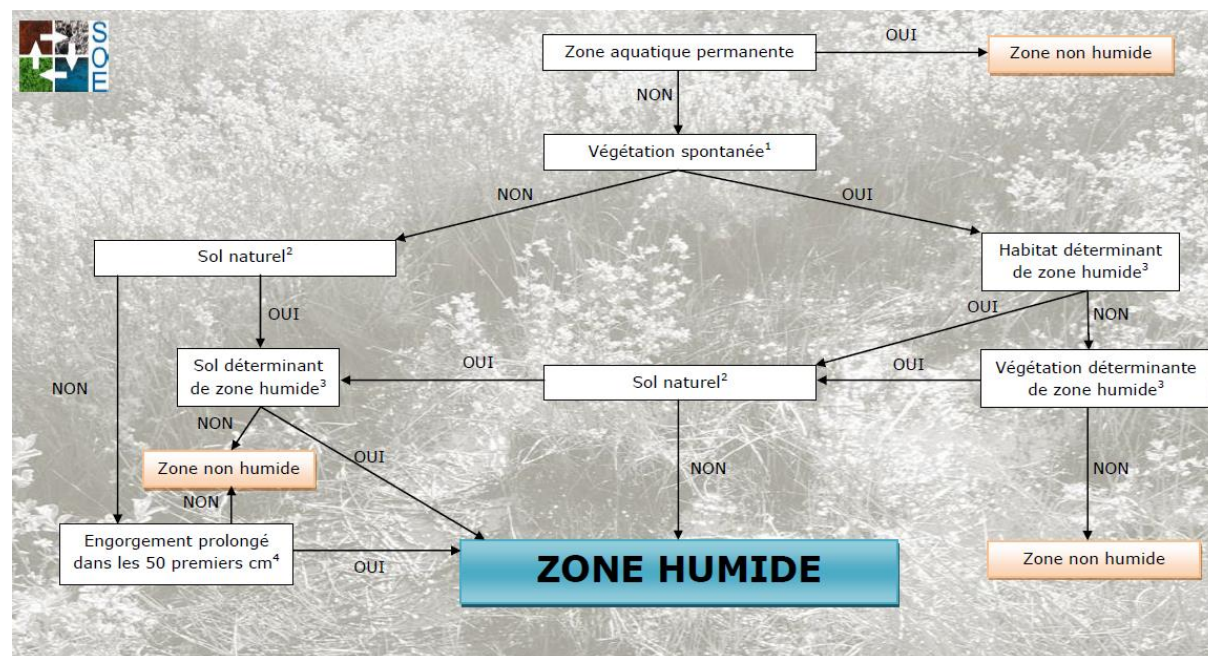 SQE
OUI
Zone aquatique permanente
Zone non humide
NON
Végétation spontanée¹
NON
OUI
Sol naturel²
Habitat déterminant
de zone humide³
OUI
OUI
NON
Sol déterminant
de zone humide³
OUI
Sol naturel²
OUI
Végétation déterminante
de zone humide³
NON
NON
OUI
Zone non humide
NON
NON
NON
Engorgement prolongé
dans les 50 premiers cm⁴
OUI
ZONE HUMIDE
Zone non humide